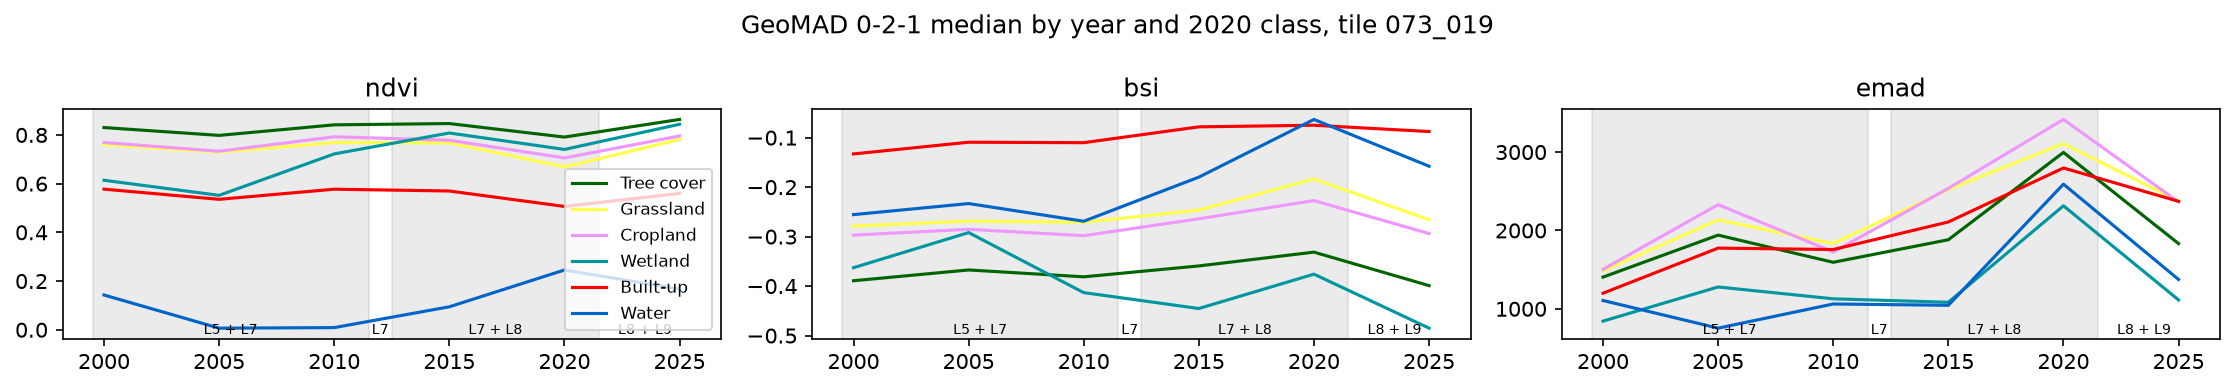 GeoMAD 0-2-1 median by year and 2020 class, tile 073_019
ndvi
0.8
0.6
0.4
0.2
0.0
Tree cover
Grassland
Cropland
Wetland
Built-up
Water
L5 + L7 L7 L7 + L8 L8 + L9
2000 2005 2010 2015 2020 2025
bsi
−0.1
−0.2
−0.3
−0.4
−0.5
L5 + L7 L7 L7 + L8 L8 + L9
2000 2005 2010 2015 2020 2025
emad
3000
2000
1000
L5 + L7 L7 L7 + L8 L8 + L9
2000 2005 2010 2015 2020 2025